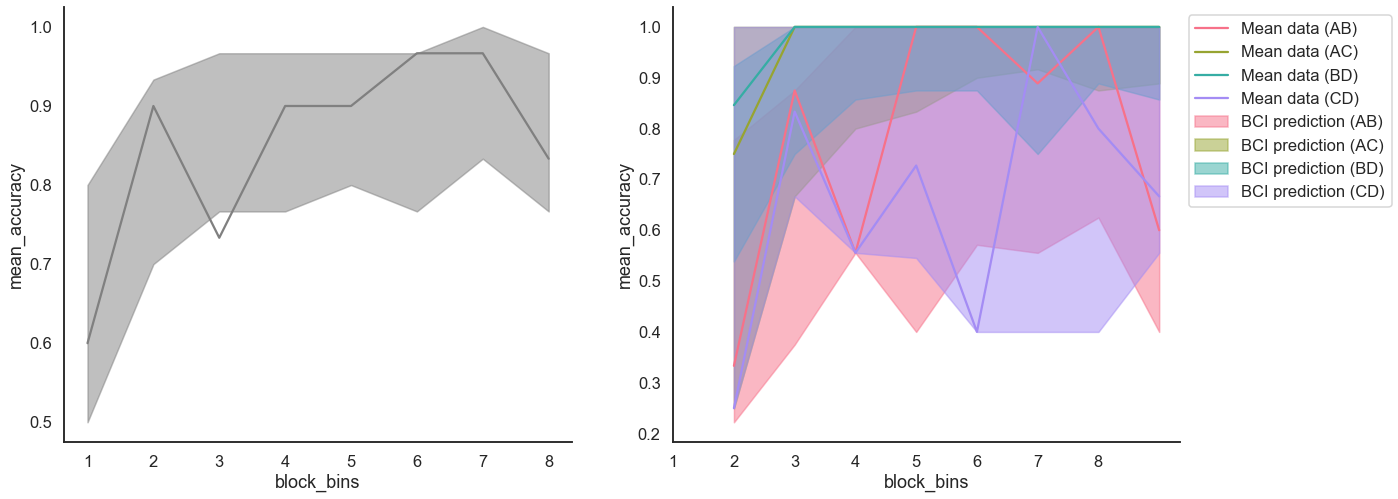 1.0
0.9
0.8
0.7
0.6
0.5
mean_accuracy
1 2 3 4 5 6 7 8
block_bins
1.0
0.9
0.8
0.7
0.6
0.5
0.4
0.3
0.2
mean_accuracy
1 2 3 4 5 6 7 8
block_bins
Mean data (AB)
Mean data (AC)
Mean data (BD)
Mean data (CD)
BCI prediction (AB)
BCI prediction (AC)
BCI prediction (BD)
BCI prediction (CD)